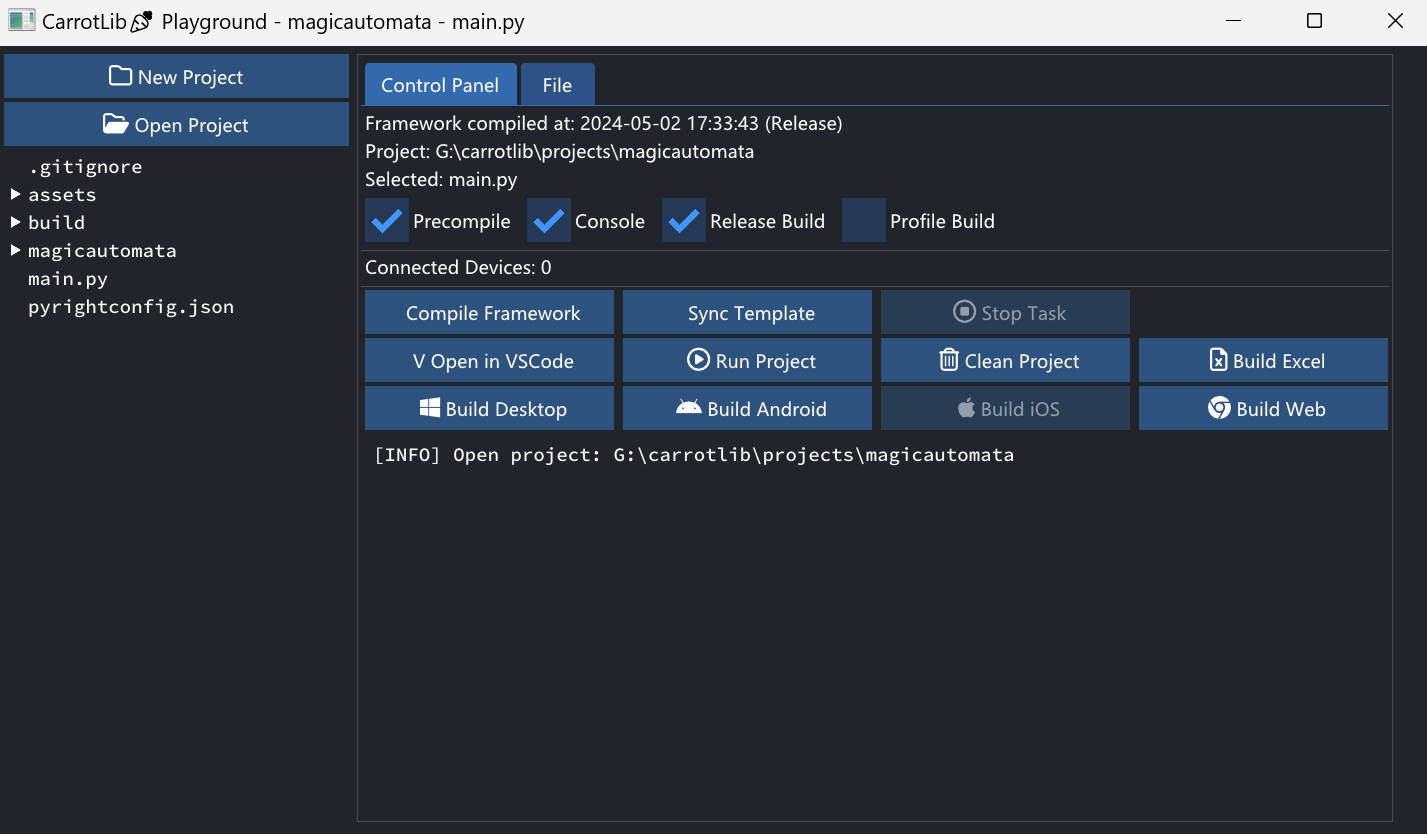 CarrotLib Playground - magicautomata - main.py
New Project
Open Project
.gitignore
assets
build
magicautomata
main.py
pyrightconfig.json
Control Panel File
Framework compiled at: 2024-05-02 17:33:43 (Release)
Project: G:\carrotlib\projects\magicautomata
Selected: main.py
Precompile Console Release Build Profile Build
Connected Devices: 0
Compile Framework Sync Template Stop Task
V Open in VSCode Run Project Clean Project Build Excel
Build Desktop Build Android Build iOS Build Web
[INFO] Open project: G:\carrotlib\projects\magicautomata